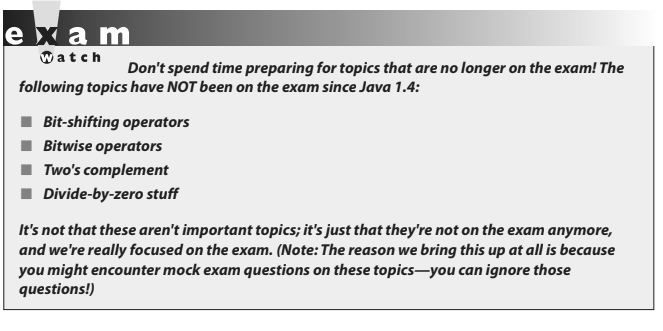 exam
watch
Don't spend time preparing for topics that are no longer on the exam! The
following topics have NOT been on the exam since Java 1.4:
■ Bit-shifting operators
■ Bitwise operators
■ Two's complement
■ Divide-by-zero stuff
It's not that these aren't important topics; it's just that they're not on the exam anymore,
and we're really focused on the exam. (Note: The reason we bring this up at all is because
you might encounter mock exam questions on these topics—you can ignore those
questions!)